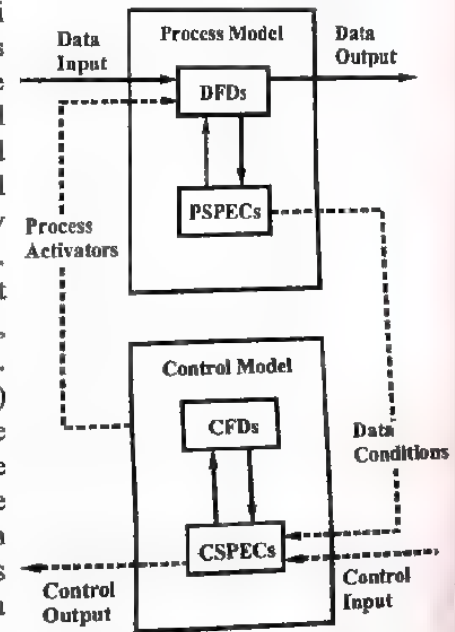 Process Model
Data
Input
Data
Output
DFDs
PSPECs
Process
Activators
Control Model
CFDs
Data
Conditions
CSPECs
Control
Output
Control
Input